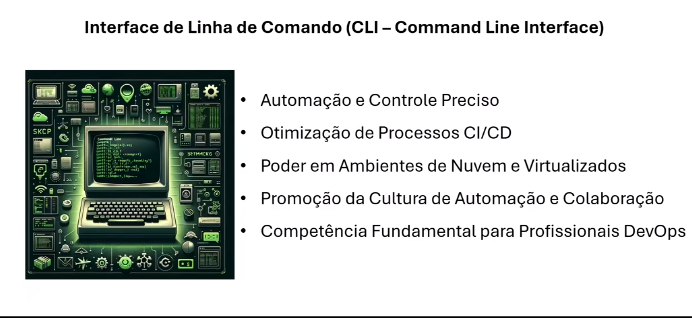 Interface de Linha de Comando (CLI – Command Line Interface)
• Automação e Controle Preciso
• Otimização de Processos CI/CD
• Poder em Ambientes de Nuvem e Virtualizados
• Promoção da Cultura de Automação e Colaboração
• Competência Fundamental para Profissionais DevOps
SKCP